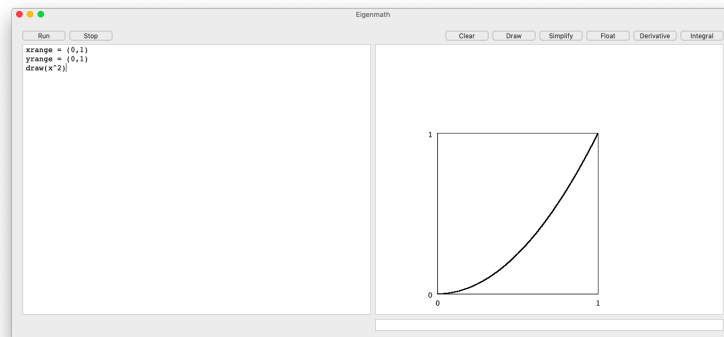 Eigenmath
Run Stop Clear Draw Simplify Float Derivative Integral
xrange = (0,1)
yrange = (0,1)
draw(x^2)
1
0
0 1